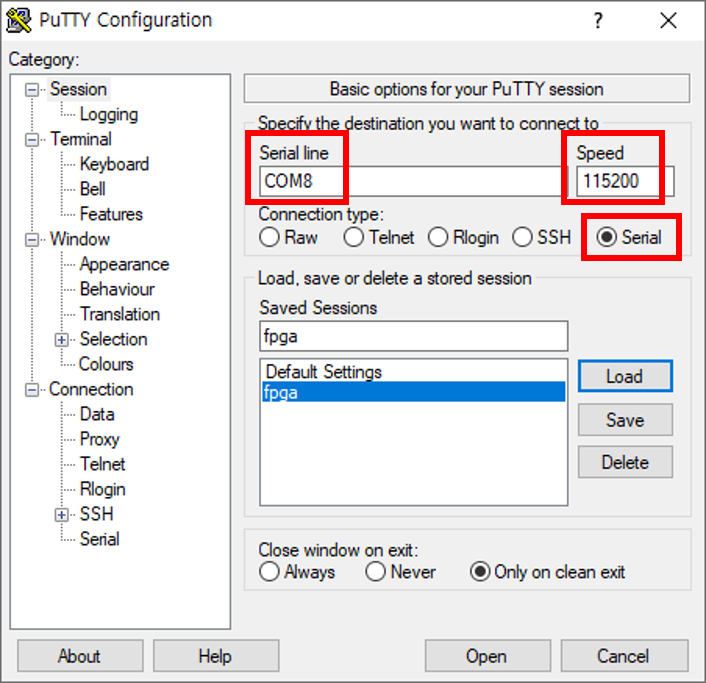 PuTTY Configuration
?
Category:
Session
Logging
Terminal
Keyboard
Bell
Features
Window
Appearance
Behaviour
Translation
Selection
Colours
Connection
Data
Proxy
Telnet
Rlogin
SSH
Serial
Basic options for your PuTTY session
Specify the destination you want to connect to
Serial line Speed
COM8 115200
Connection type:
Raw Telnet Rlogin SSH Serial
Load, save or delete a stored session
Saved Sessions
fpga
Default Settings
fpga
Load
Save
Delete
Close window on exit:
Always Never Only on clean exit
About Help Open Cancel